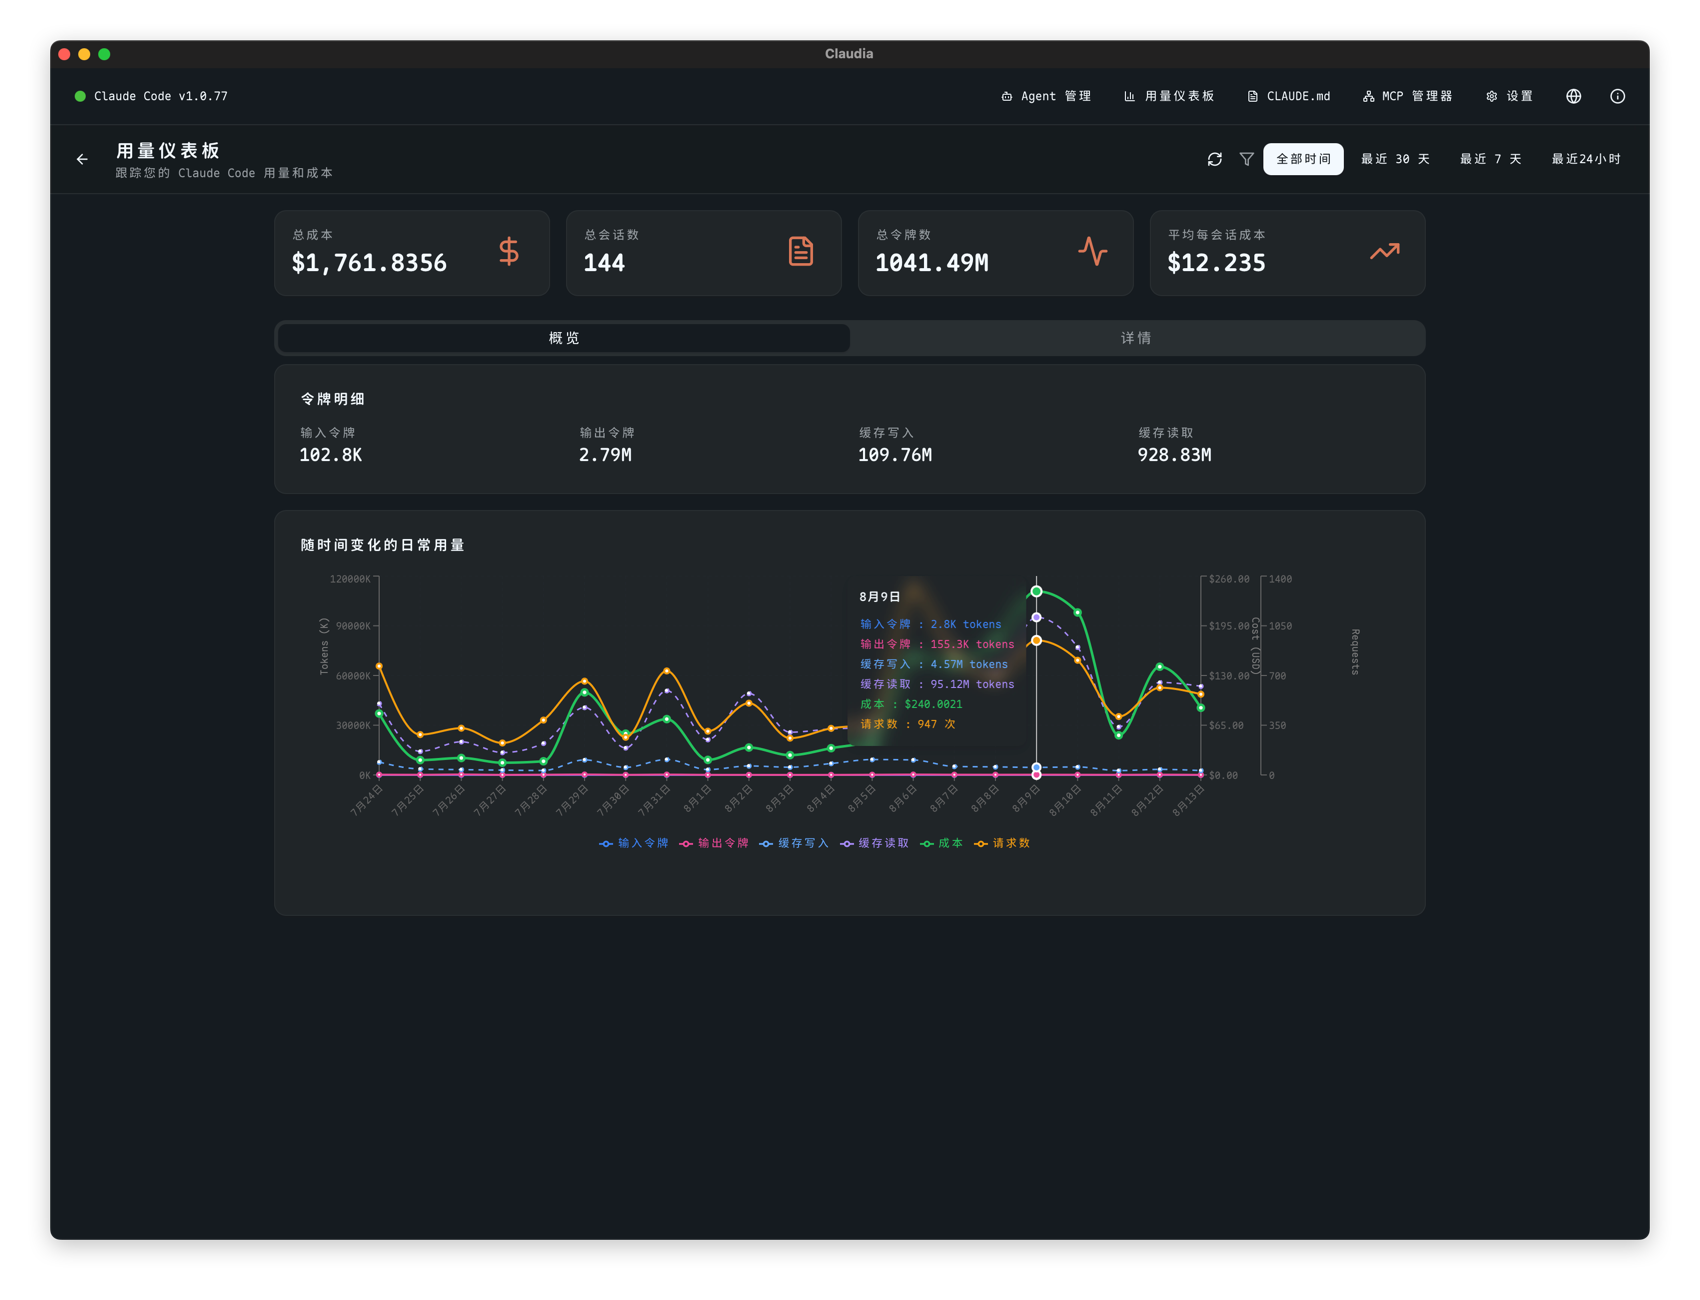 Claudia
Claude Code v1.0.77
Agent 管理
用量仪表板
CLAUDE.md
MCP 管理器
设置
用量仪表板
跟踪您的 Claude Code 用量和成本
全部时间
最近 30 天
最近 7 天
最近24小时
总成本
$1,761.8356
总会话数
144
总令牌数
1041.49M
平均每会话成本
$12.235
概览
详情
令牌明细
输入令牌
102.8K
输出令牌
2.79M
缓存写入
109.76M
缓存读取
928.83M
随时间变化的日常用量
Tokens (K)
120000K
90000K
60000K
30000K
0K
8月9日
输入令牌 : 2.8K tokens
输出令牌 : 155.3K tokens
缓存写入 : 4.57M tokens
缓存读取 : 95.12M tokens
成本 : $240.0021
请求数 : 947 次
$260.00
$195.00
$130.00
$65.00
$0.00
Cost (USD)
1400
1050
700
350
0
Requests
7月24日
7月25日
7月26日
7月27日
7月28日
7月29日
7月30日
7月31日
8月1日
8月2日
8月3日
8月4日
8月5日
8月6日
8月7日
8月8日
8月9日
8月10日
8月11日
8月12日
8月13日
输入令牌
输出令牌
缓存写入
缓存读取
成本
请求数